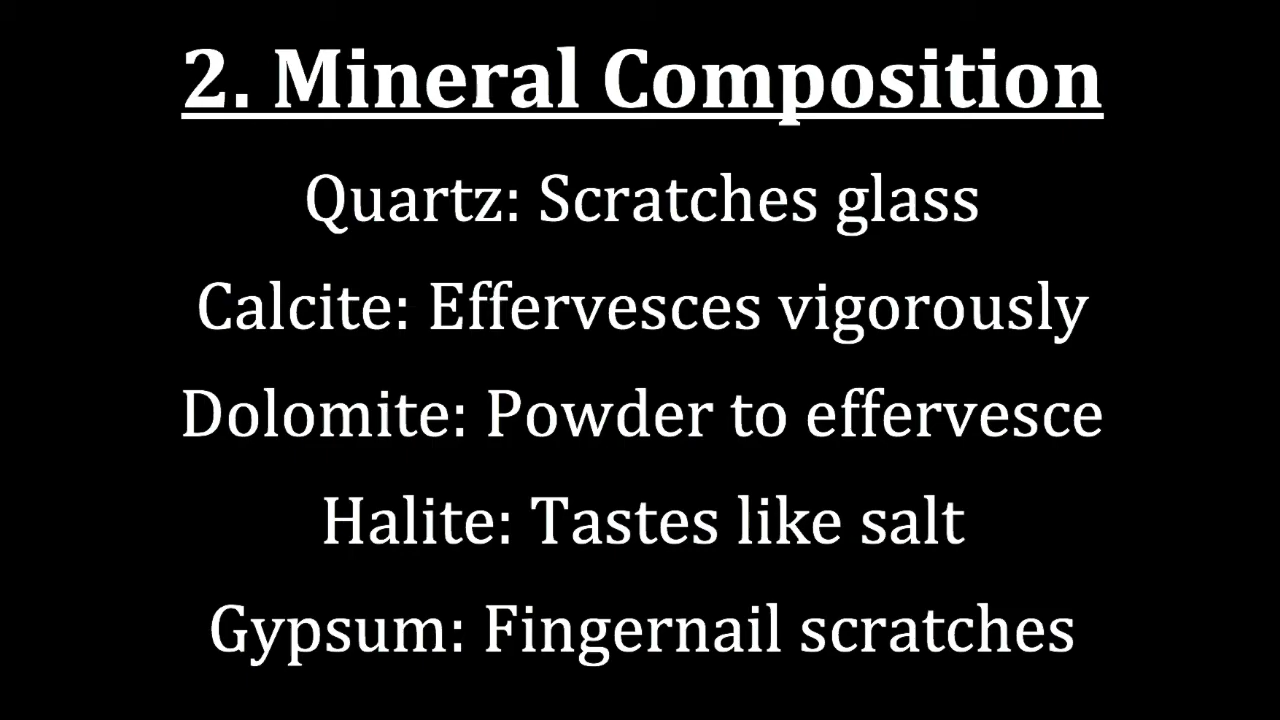 2. Mineral Composition
Quartz: Scratches glass
Calcite: Effervesces vigorously
Dolomite: Powder to effervesce
Halite: Tastes like salt
Gypsum: Fingernail scratches